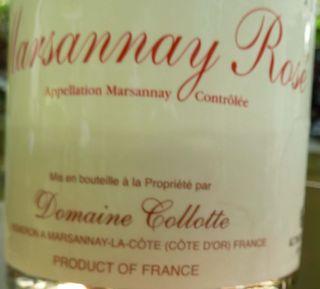 Marsannay Rosé
Appellation Marsannay Contrôlée
Mis en bouteille à la Propriété par
Domaine Collotte
VIGNERON A MARSANNAY-LA-CÔTE (CÔTE D'OR) FRANCE
PRODUCT OF FRANCE